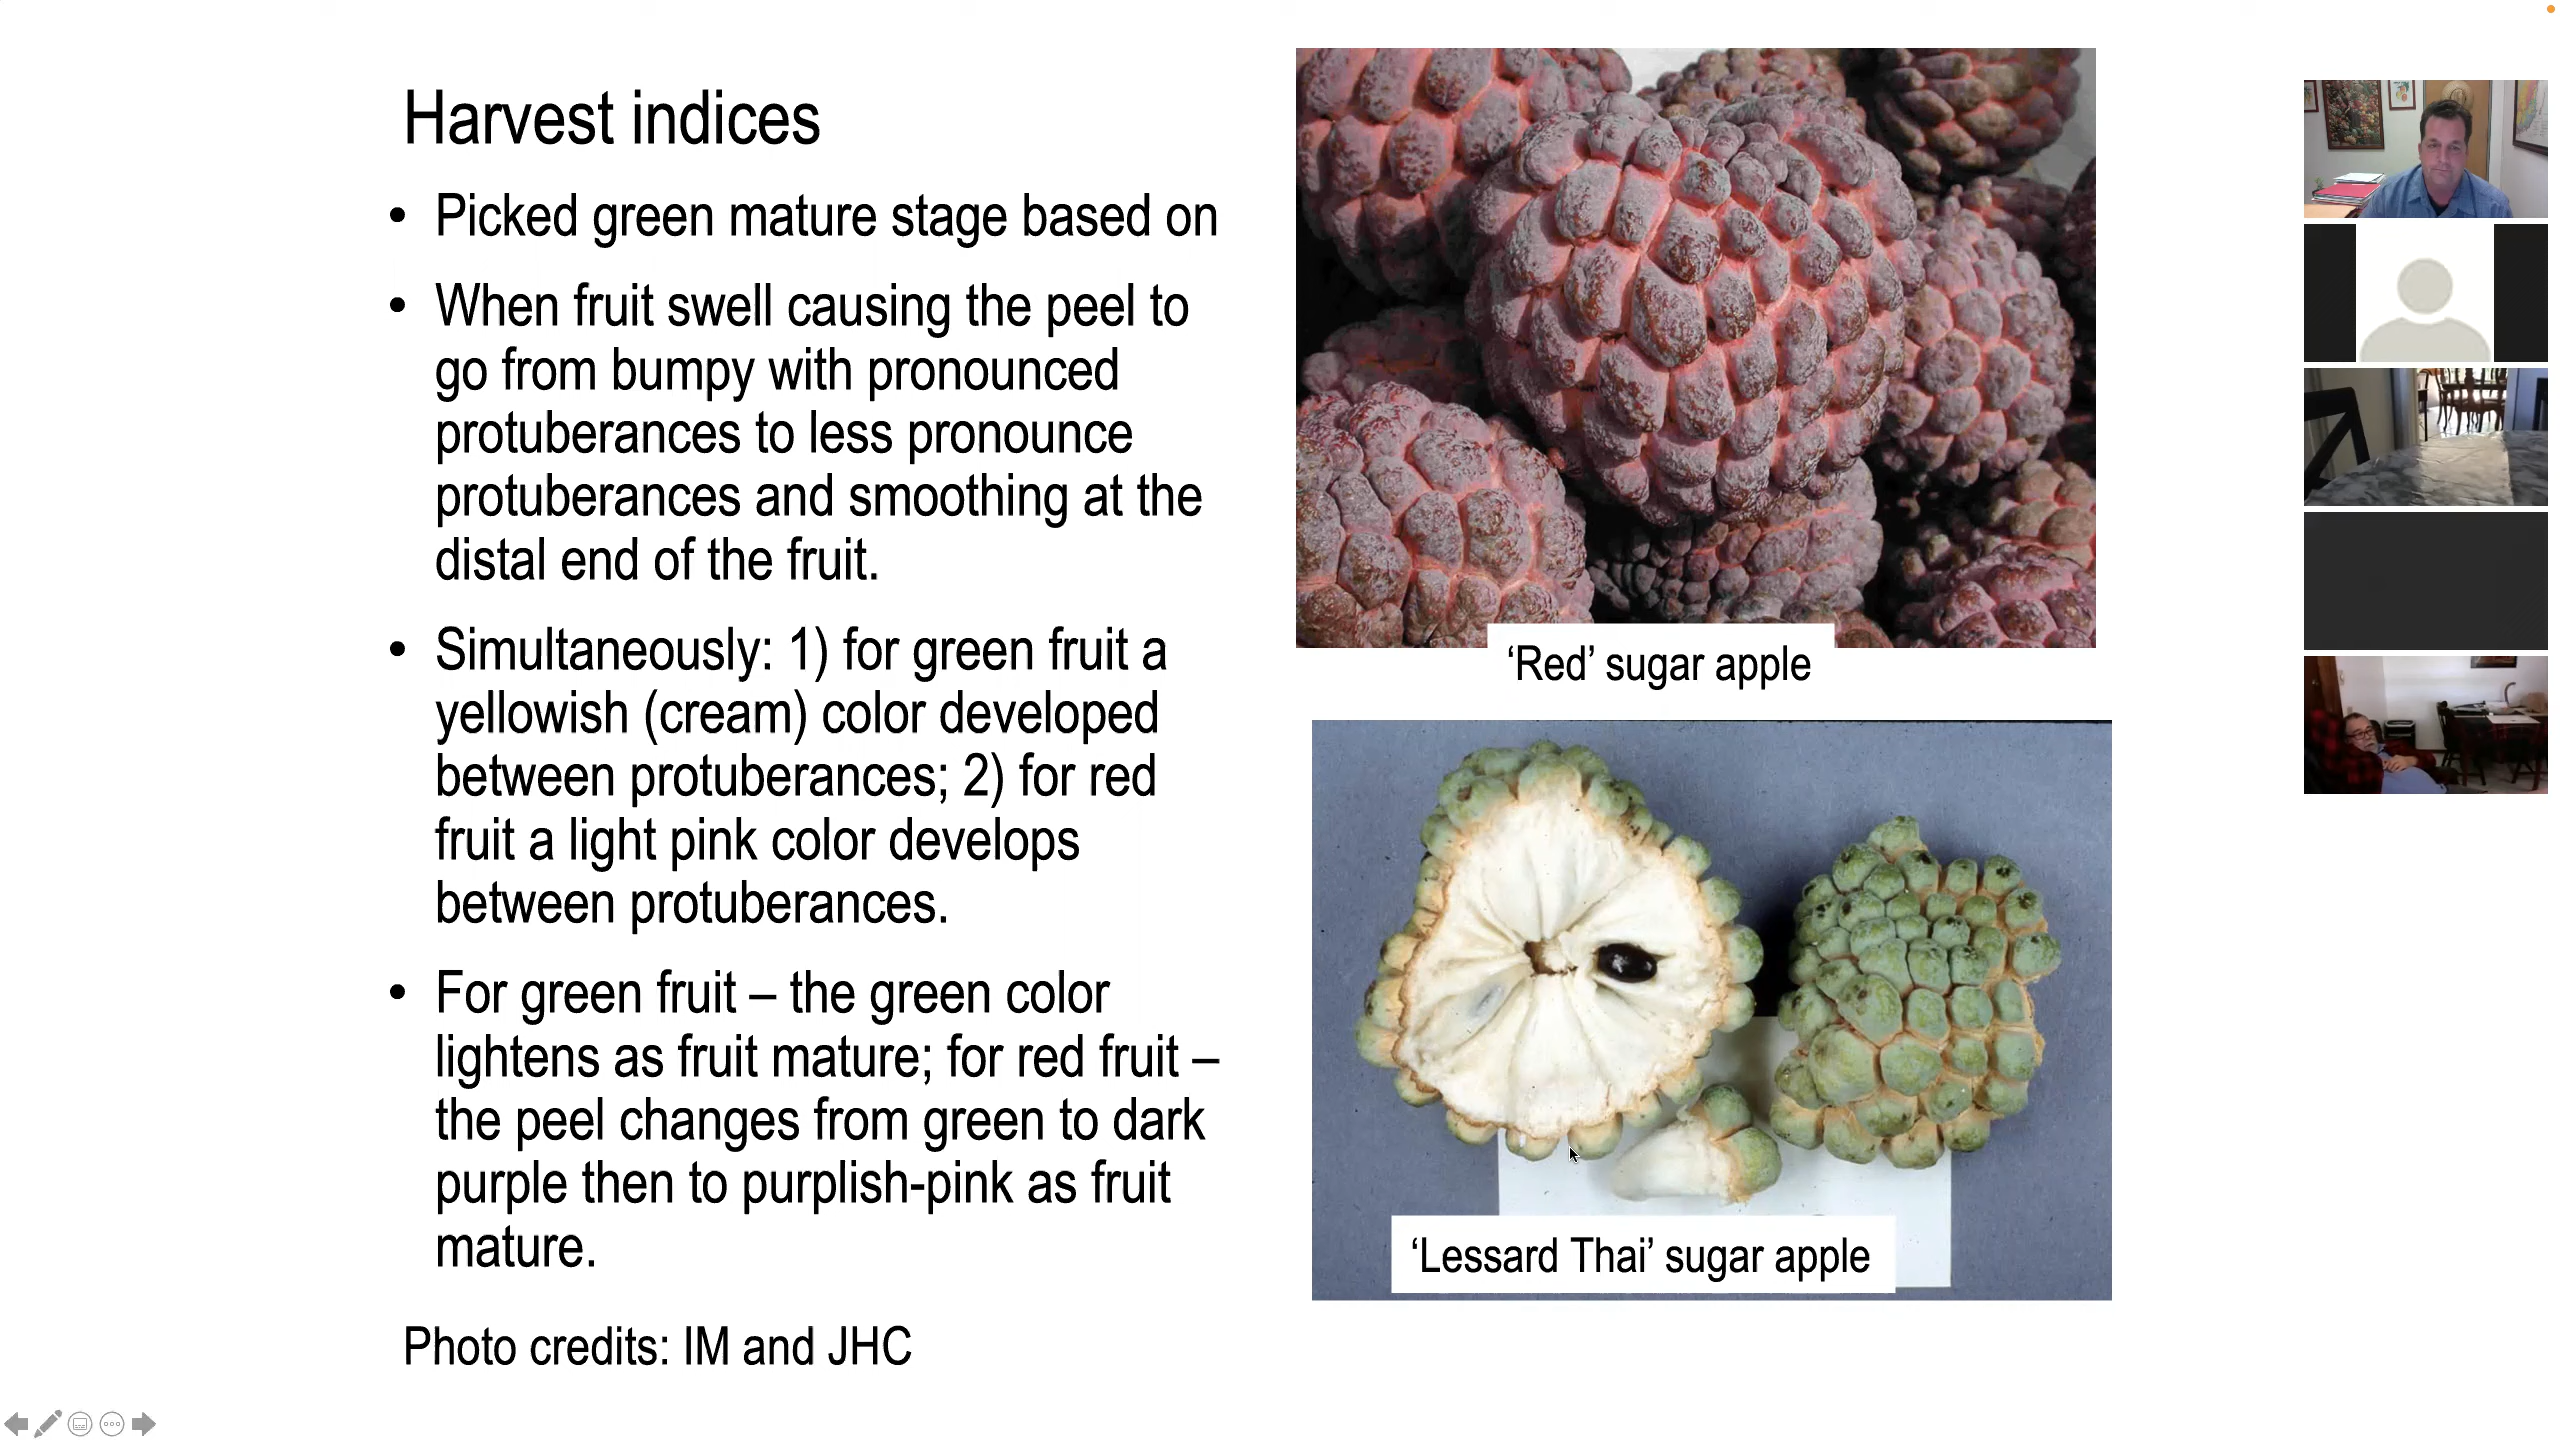 Harvest indices
• Picked green mature stage based on
• When fruit swell causing the peel to
go from bumpy with pronounced
protuberances to less pronounce
protuberances and smoothing at the
distal end of the fruit.
• Simultaneously: 1) for green fruit a
yellowish (cream) color developed
between protuberances; 2) for red
fruit a light pink color develops
between protuberances.
• For green fruit – the green color
lightens as fruit mature; for red fruit –
the peel changes from green to dark
purple then to purplish-pink as fruit
mature.
Photo credits: IM and JHC
‘Red’ sugar apple
‘Lessard Thai’ sugar apple